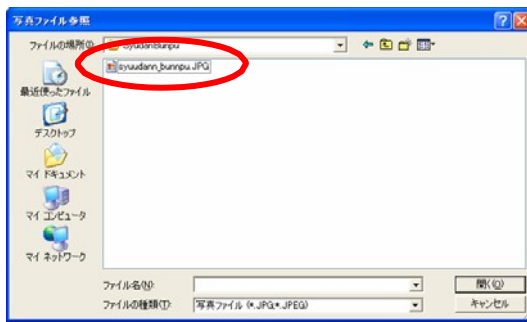 写真ファイル参照
ファイルの場所(I):
SyudanBunpu
syuudann_bunnpu.JPG
最近使ったファイル
デスクトップ
マイ ドキュメント
マイ コンピュータ
マイ ネットワーク
ファイル名(N):
開く(O)
ファイルの種類(T):
写真ファイル (*.JPG;*.JPEG)
キャンセル